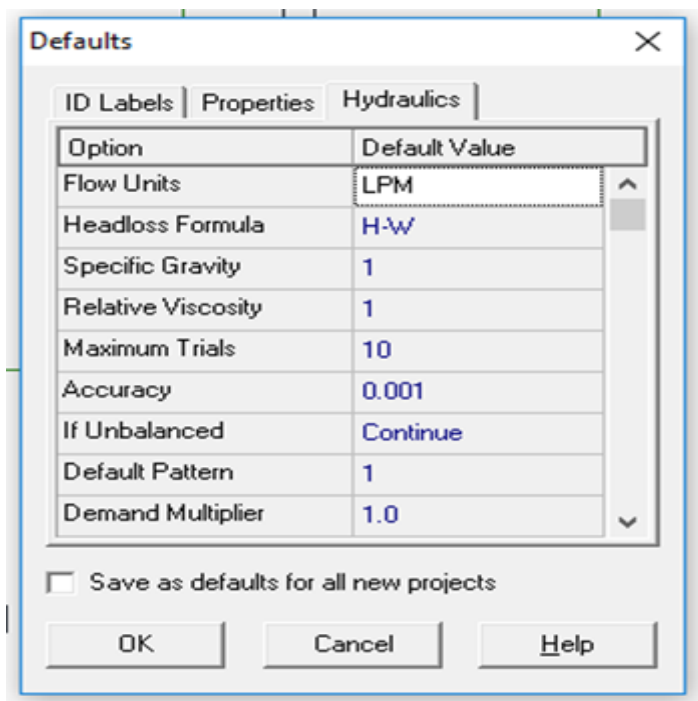 Defaults
ID Labels Properties Hydraulics
Option Default Value
Flow Units LPM
Headloss Formula H-W
Specific Gravity 1
Relative Viscosity 1
Maximum Trials 10
Accuracy 0.001
If Unbalanced Continue
Default Pattern 1
Demand Multiplier 1.0
Save as defaults for all new projects
OK Cancel Help